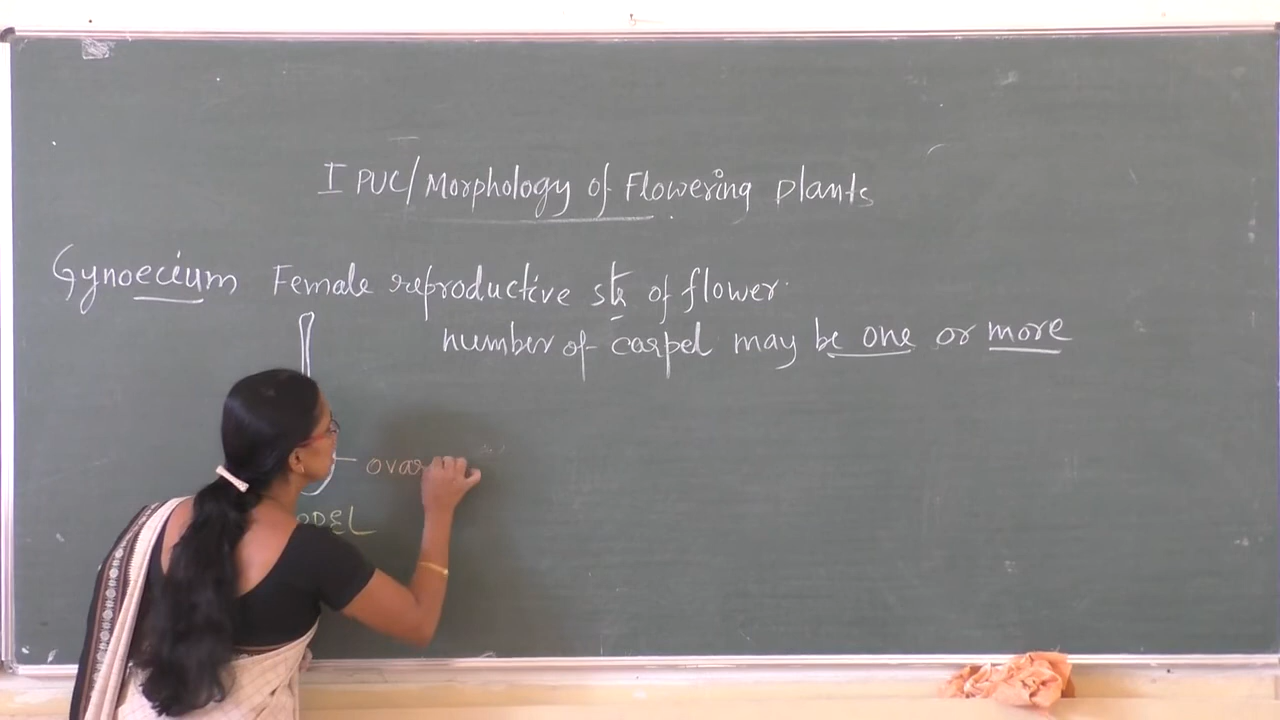 I PUC/Morphology of Flowering Plants
Gynoecium Female reproductive str of flower.
number of carpel may be one or more
ovar
ODEL